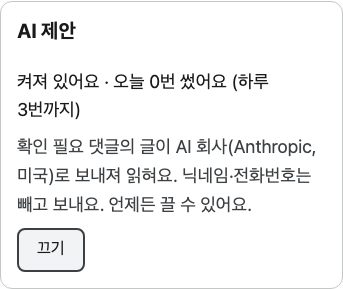 AI 제안
켜져 있어요 · 오늘 0번 썼어요 (하루
3번까지)
확인 필요 댓글의 글이 AI 회사(Anthropic,
미국)로 보내져 읽혀요. 닉네임·전화번호는
빼고 보내요. 언제든 끌 수 있어요.
끄기